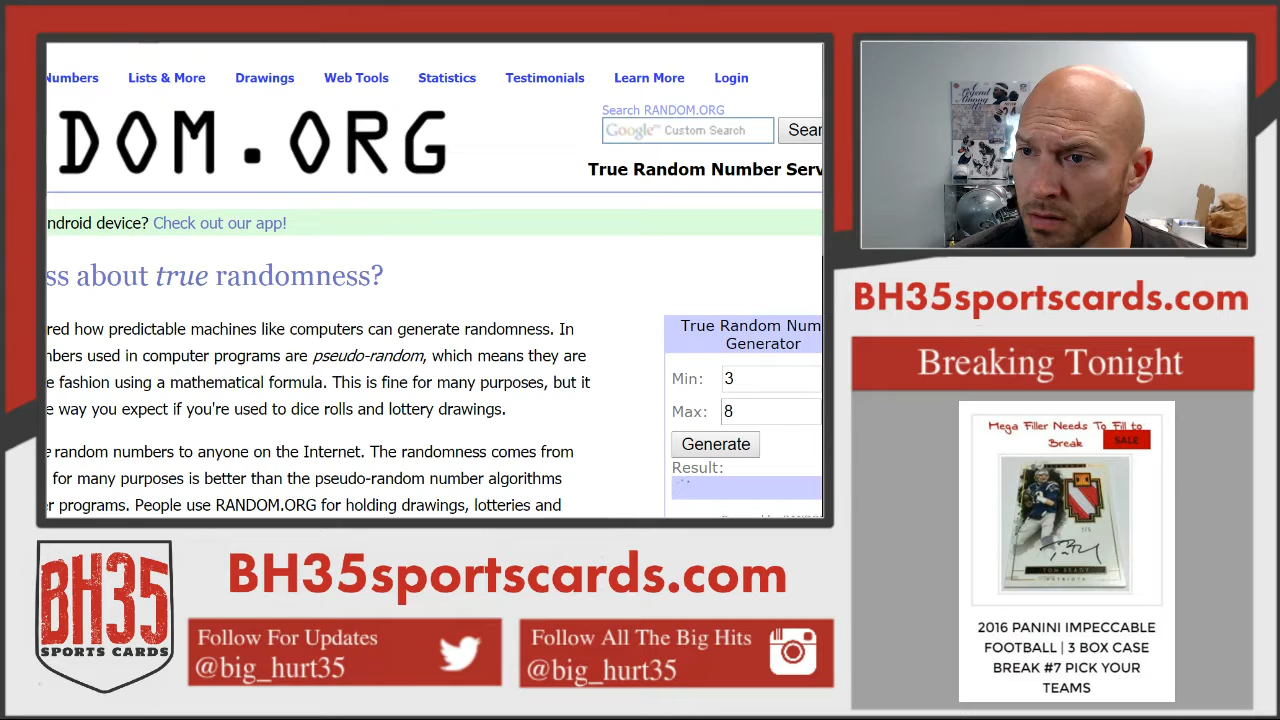 Numbers Lists & More Drawings Web Tools Statistics Testimonials Learn More Login
DOM.ORG
Search RANDOM.ORG
Google™ Custom Search Sear
True Random Number Serv
ndroid device? Check out our app!
ss about true randomness?
red how predictable machines like computers can generate randomness. In
nbers used in computer programs are pseudo-random, which means they are
e fashion using a mathematical formula. This is fine for many purposes, but it
e way you expect if you're used to dice rolls and lottery drawings.
e random numbers to anyone on the Internet. The randomness comes from
for many purposes is better than the pseudo-random number algorithms
er programs. People use RANDOM.ORG for holding drawings, lotteries and
True Random Num
Generator
Min: 3
Max: 8
Generate
Result:
a Legend
Among
BH35sportscards.com
Breaking Tonight
Mega Filler Needs To Fill to
Break
SALE
TOM BRADY
PATRIOTS
2016 PANINI IMPECCABLE
FOOTBALL | 3 BOX CASE
BREAK #7 PICK YOUR
TEAMS
BH35
SPORTS CARDS
BH35sportscards.com
Follow For Updates
@big_hurt35
Follow All The Big Hits
@big_hurt35